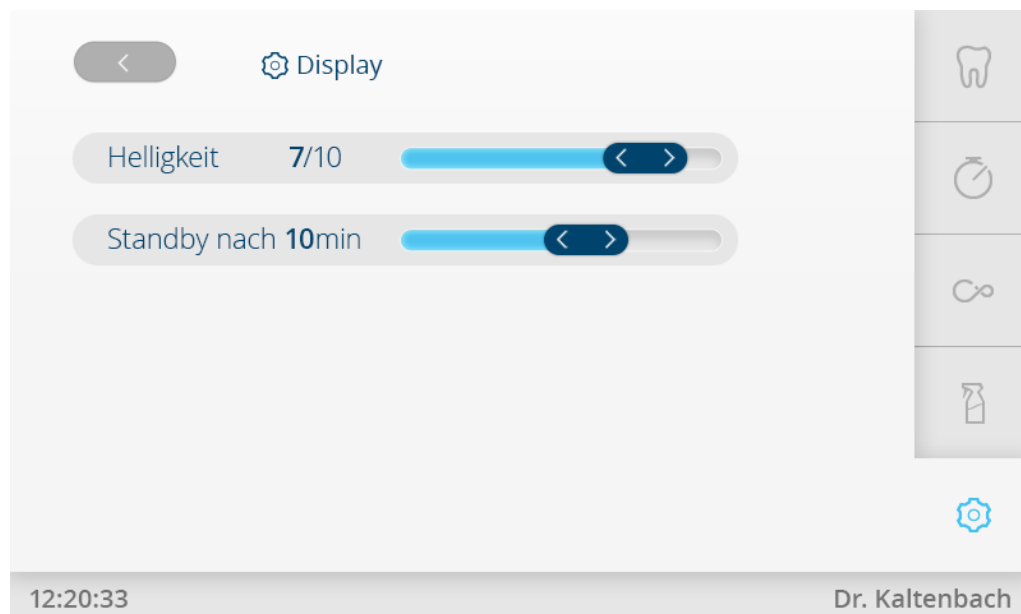 Display
Helligkeit 7/10
Standby nach 10min
12:20:33 Dr. Kaltenbach